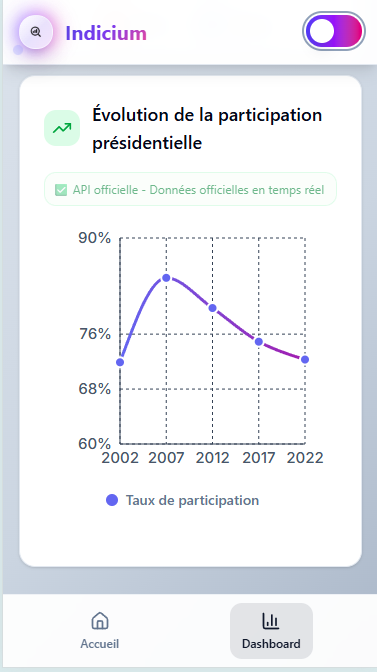 Indicium
Évolution de la participation
présidentielle
✅ API officielle - Données officielles en temps réel
90%
76%
68%
60%
2002 2007 2012 2017 2022
Taux de participation
Accueil
Dashboard